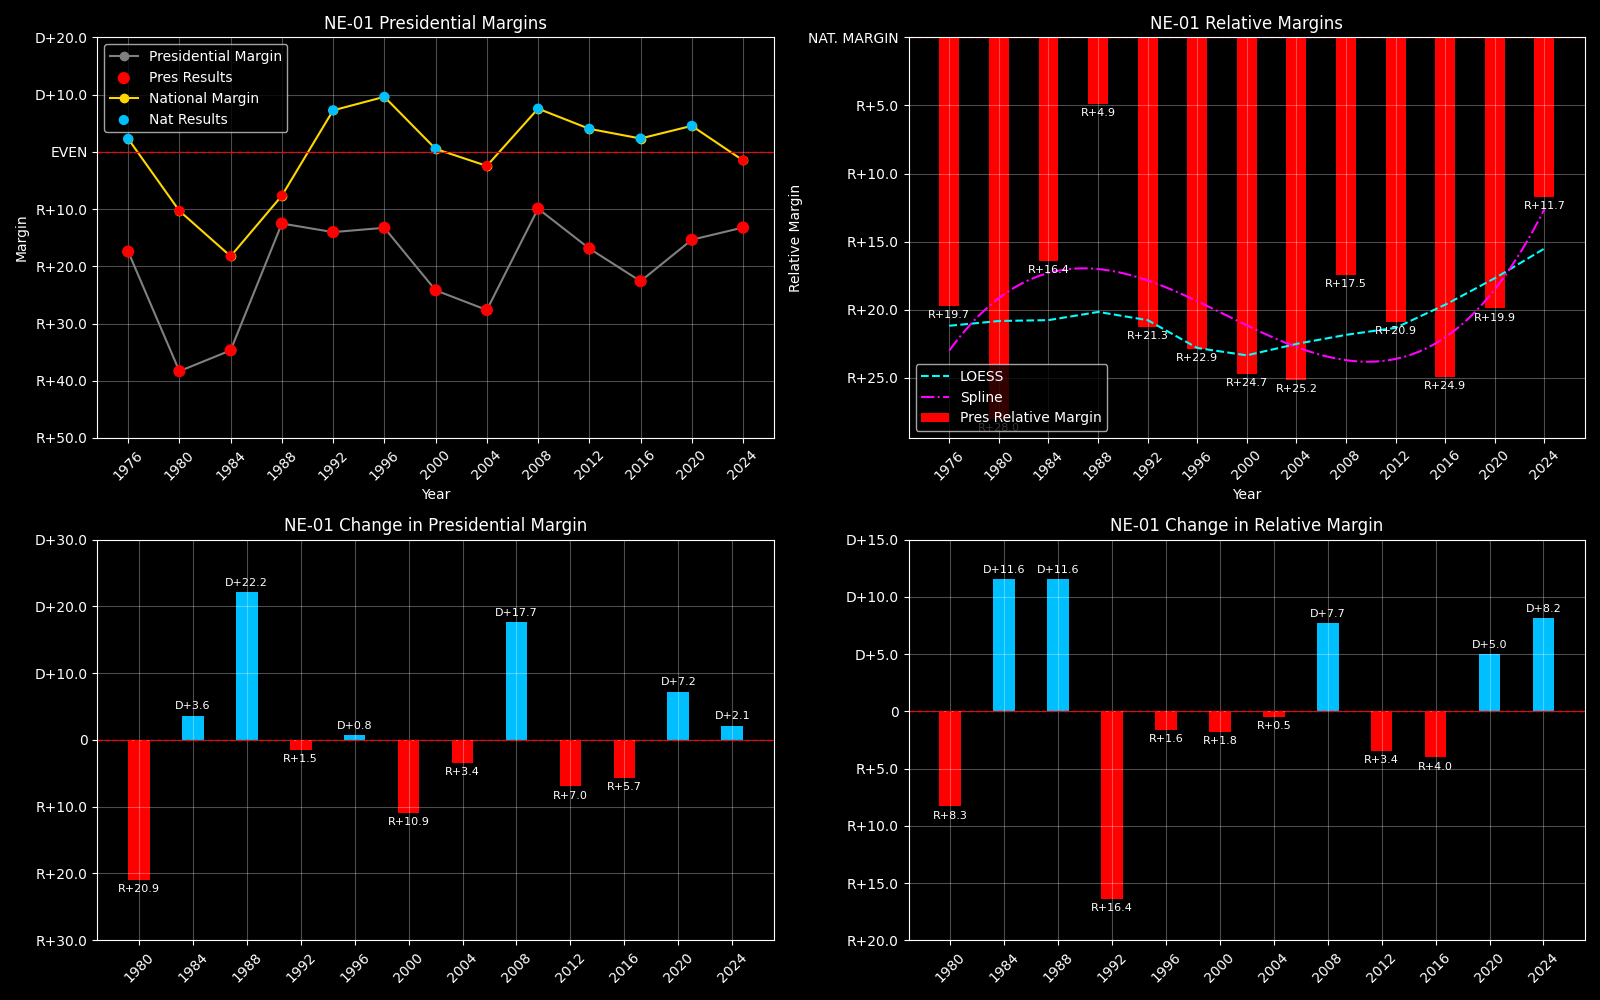 NE-01 Presidential Margins
D+20.0
D+10.0
EVEN
R+10.0
R+20.0
R+30.0
R+40.0
R+50.0
Margin
Presidential Margin
Pres Results
National Margin
Nat Results
1976
1980
1984
1988
1992
1996
2000
2004
2008
2012
2016
2020
2024
Year
NE-01 Relative Margins
NAT. MARGIN
R+5.0
R+10.0
R+15.0
R+20.0
R+25.0
Relative Margin
R+19.7
R+28.0
R+16.4
R+4.9
R+21.3
R+22.9
R+24.7
R+25.2
R+17.5
R+20.9
R+24.9
R+19.9
R+11.7
LOESS
Spline
Pres Relative Margin
1976
1980
1984
1988
1992
1996
2000
2004
2008
2012
2016
2020
2024
Year
NE-01 Change in Presidential Margin
D+30.0
D+20.0
D+10.0
0
R+10.0
R+20.0
R+30.0
R+20.9
D+3.6
D+22.2
R+1.5
D+0.8
R+10.9
R+3.4
D+17.7
R+7.0
R+5.7
D+7.2
D+2.1
1980
1984
1988
1992
1996
2000
2004
2008
2012
2016
2020
2024
NE-01 Change in Relative Margin
D+15.0
D+10.0
D+5.0
0
R+5.0
R+10.0
R+15.0
R+20.0
R+8.3
D+11.6
D+11.6
R+16.4
R+1.6
R+1.8
R+0.5
D+7.7
R+3.4
R+4.0
D+5.0
D+8.2
1980
1984
1988
1992
1996
2000
2004
2008
2012
2016
2020
2024